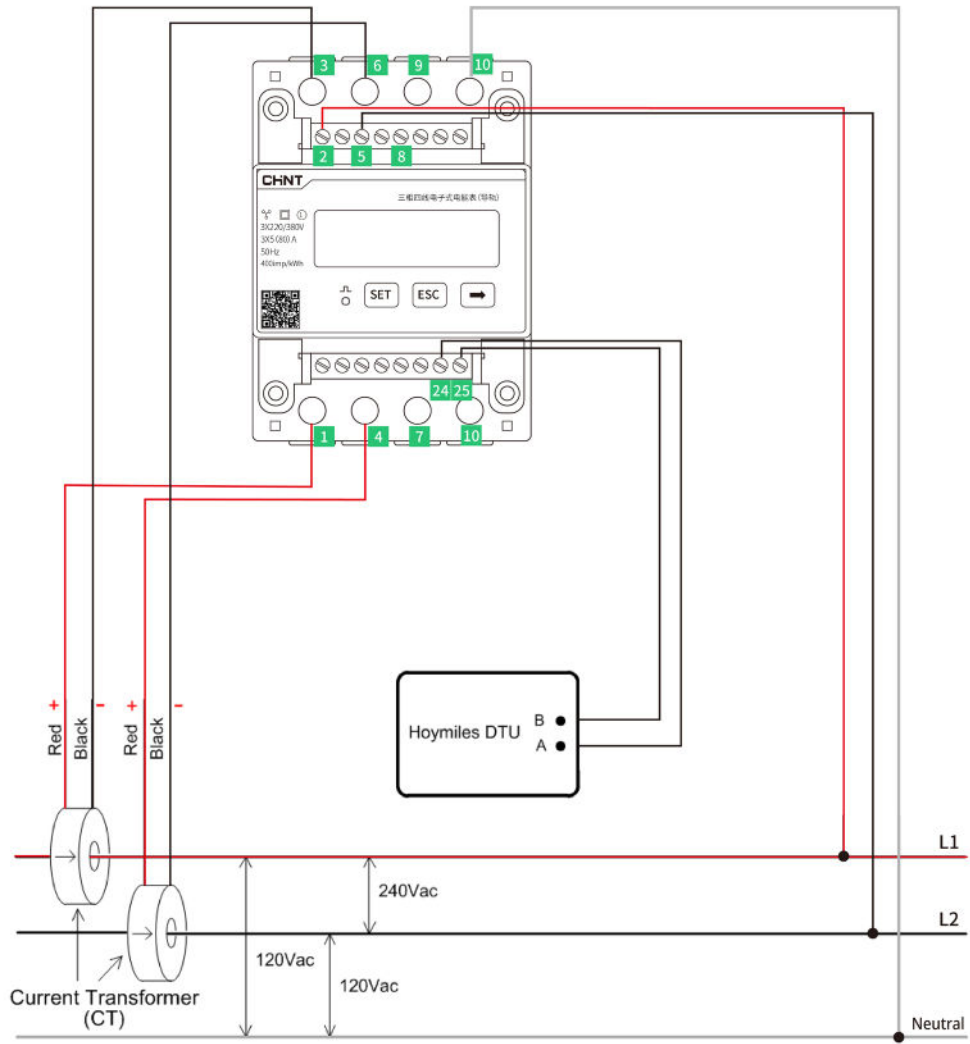 3 6 9 10
2 5 8
CHNT
三相四线电子式电能表(导轨)
3X220/380V
3X5(80)A
50Hz
400imp/kWh
SET ESC
24 25
1 4 7 10
Hoymiles DTU
B
A
+ - + -
Red Black Red Black
L1
240Vac
L2
120Vac
120Vac
Current Transformer
(CT)
Neutral